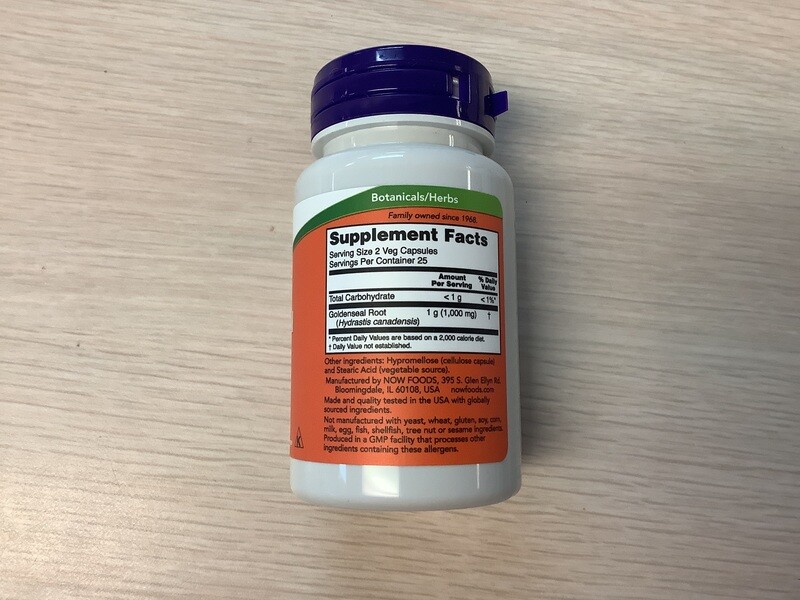 Botanicals/Herbs
Family owned since 1968.
Supplement Facts
Serving Size 2 Veg Capsules
Servings Per Container 25
Amount Per Serving % Daily Value
Total Carbohydrate < 1 g < 1%*
Goldenseal Root 1 g (1,000 mg) †
(Hydrastis canadensis)
* Percent Daily Values are based on a 2,000 calorie diet.
† Daily Value not established.
Other ingredients: Hypromellose (cellulose capsule)
and Stearic Acid (vegetable source).
Manufactured by NOW FOODS, 395 S. Glen Ellyn Rd.
Bloomingdale, IL 60108, USA nowfoods.com
Made and quality tested in the USA with globally
sourced ingredients.
Not manufactured with yeast, wheat, gluten, soy, corn,
milk, egg, fish, shellfish, tree nut or sesame ingredients.
Produced in a GMP facility that processes other
ingredients containing these allergens.
K